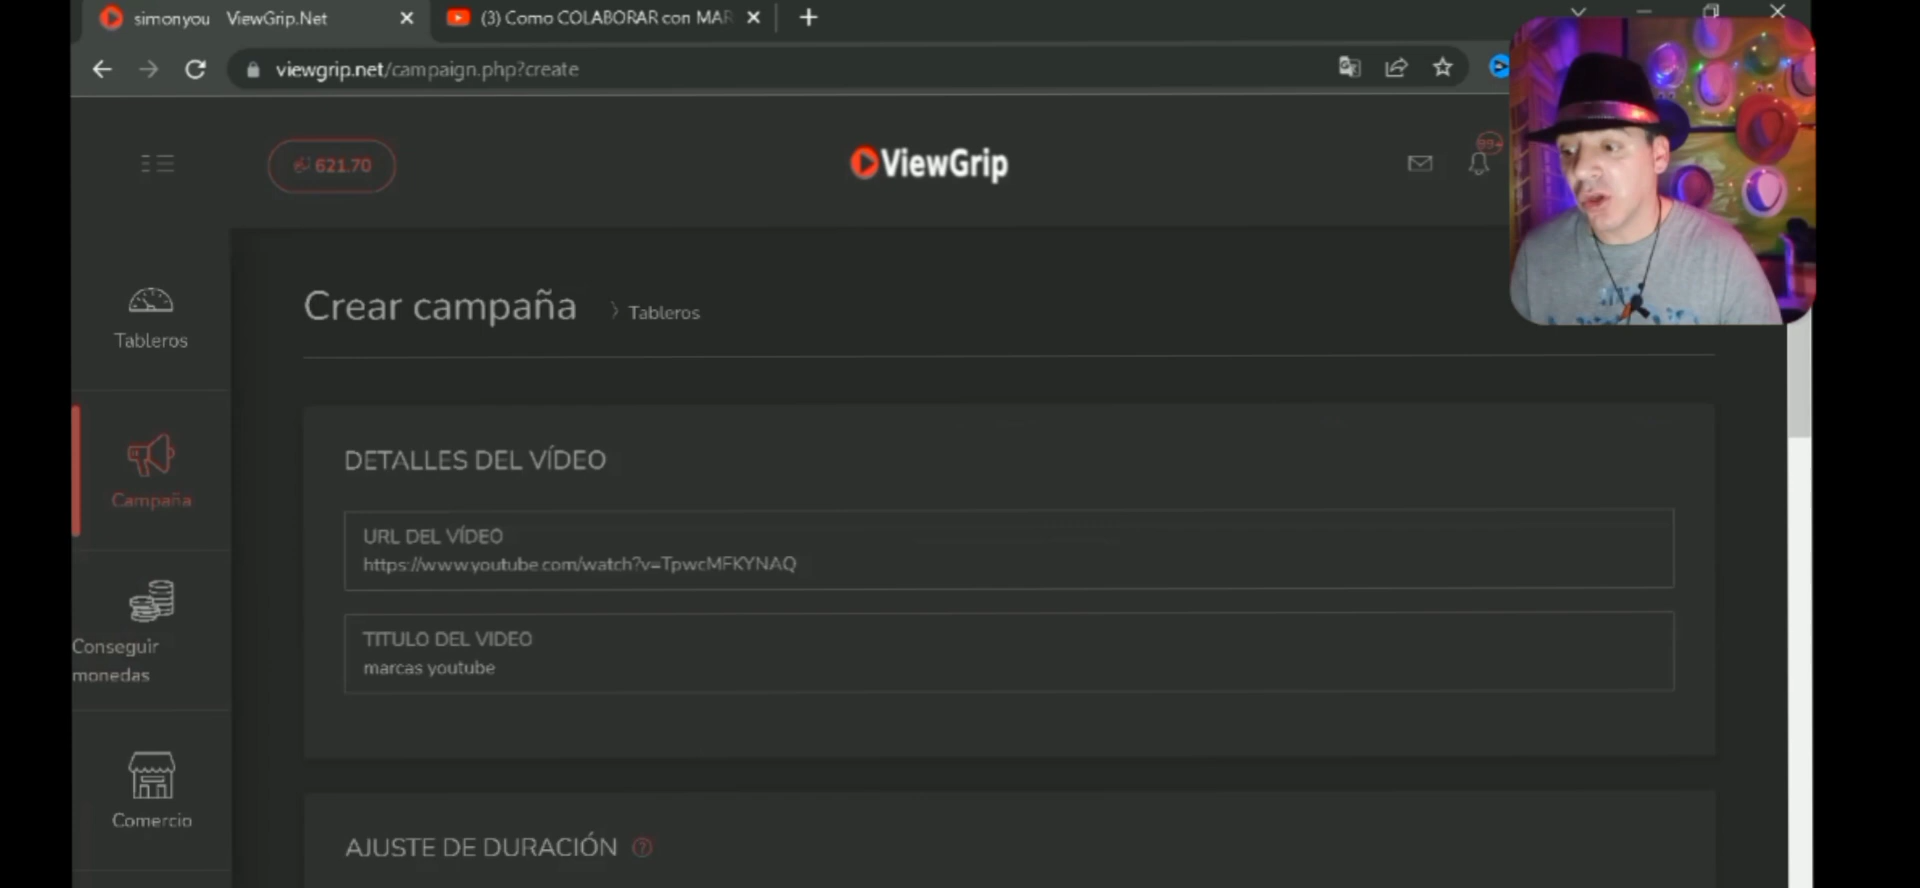 simonyou ViewGrip.Net
(3) Como COLABORAR con MAR
viewgrip.net/campaign.php?create
621.70
ViewGrip
99+
Crear campaña
Tableros
Tableros
Campaña
Conseguir
monedas
Comercio
DETALLES DEL VÍDEO
URL DEL VÍDEO
https://www.youtube.com/watch?v=TpwcMFKYNAQ
TITULO DEL VIDEO
marcas youtube
AJUSTE DE DURACIÓN